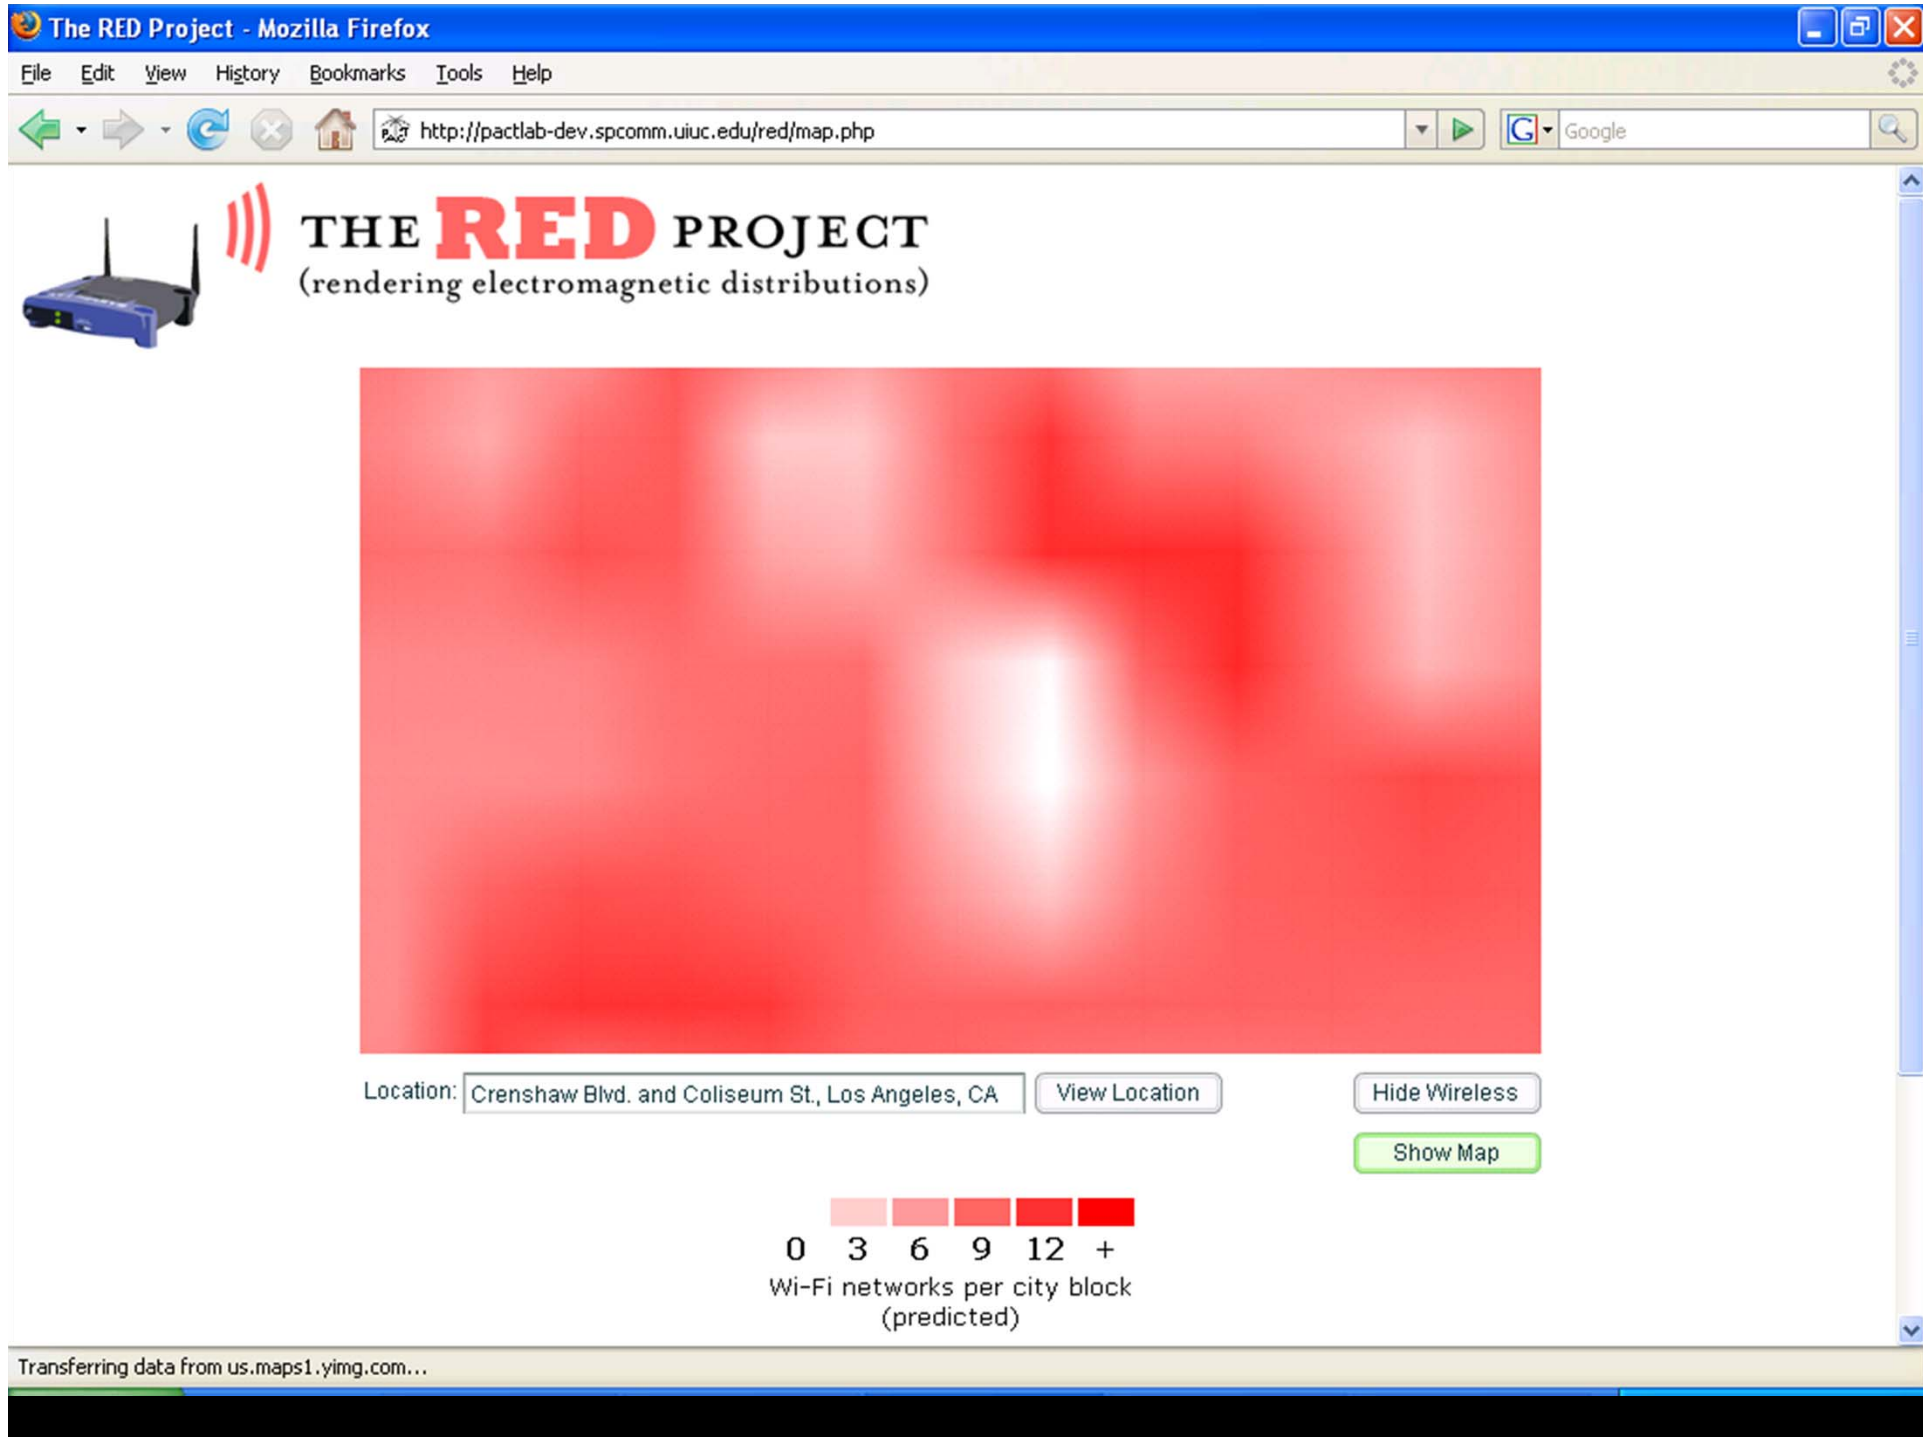 The RED Project - Mozilla Firefox
File Edit View History Bookmarks Tools Help
http://pactlab-dev.spcomm.uiuc.edu/red/map.php
G Google
THE RED PROJECT
(rendering electromagnetic distributions)
Location: Crenshaw Blvd. and Coliseum St., Los Angeles, CA View Location Hide Wireless
Show Map
0 3 6 9 12 +
Wi-Fi networks per city block
(predicted)
Transferring data from us.maps1.yimg.com...